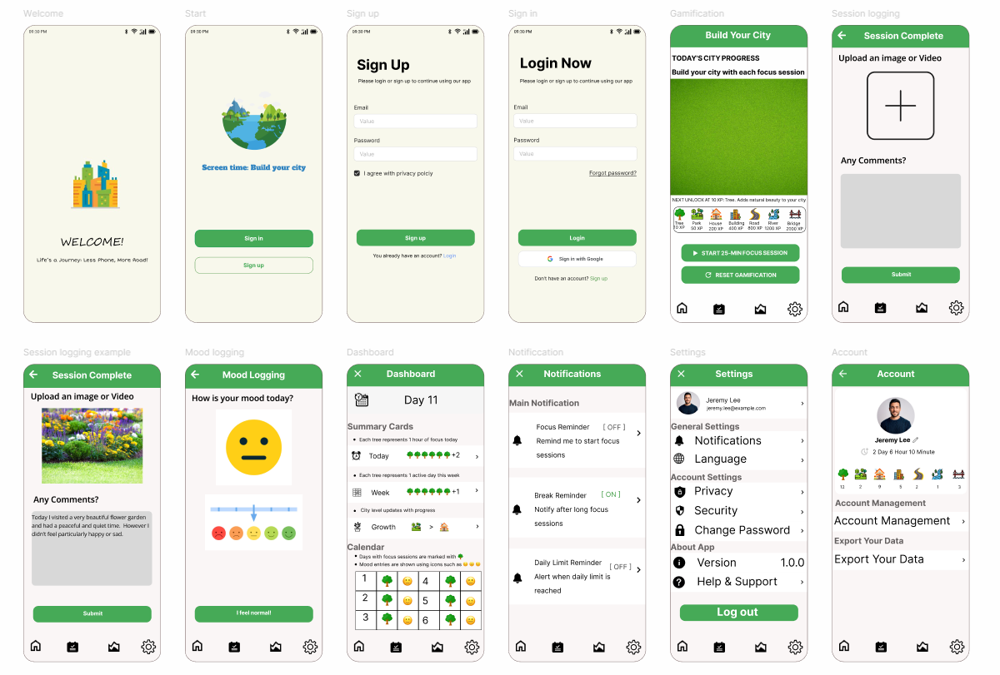 Welcome
09:30 PM
WELCOME!
Life's a Journey: Less Phone, More Road!
Start
09:30 PM
Screen time: Build your city
Sign in
Sign up
Sign up
09:30 PM
Sign Up
Please login or sign up to continue using our app
Email
Value
Password
Value
I agree with privacy polciy
Sign up
You already have an account? Login
Sign in
09:30 PM
Login Now
Please login or sign up to continue using our app
Email
Value
Password
Value
Forgot password?
Login
Sign in with Google
Don't have an account? Sign up
Gamification
Build Your City
TODAY'S CITY PROGRESS
Build your city with each focus session
NEXT UNLOCK AT 10 XP: Tree. Adds natural beauty to your city
Tree Park House Building Road River Bridge
10 XP 50 XP 200 XP 400 XP 800 XP 1200 XP 2000 XP
START 25-MIN FOCUS SESSION
RESET GAMIFICATION
Session logging
Session Complete
Upload an image or Video
Any Comments?
Submit
Session logging example
Session Complete
Upload an image or Video
Any Comments?
Today I visited a very beautiful flower garden
and had a peaceful and quiet time. However I
didn't feel particularly happy or sad.
Submit
Mood logging
Mood Logging
How is your mood today?
I feel normal!
Dashboard
Dashboard
Day 11
Summary Cards
Each tree represents 1 hour of focus today
Today +2
Each tree represents 1 active day this week
Week +1
City level updates with progress
Growth >
Calendar
Days with focus sessions are marked with
Mood entries are shown using icons such as
1 4
2 5
3 6
Notificcation
Notifications
Main Notification
Focus Reminder [ OFF ]
Remind me to start focus
sessions
Break Reminder [ ON ]
Notify after long focus
sessions
Daily Limit Reminder [ OFF ]
Alert when daily limit is
reached
Settings
Settings
Jeremy Lee
jeremy.lee@example.com
General Settings
Notifications
Language
Account Settings
Privacy
Security
Change Password
About App
Version 1.0.0
Help & Support
Log out
Account
Account
Jeremy Lee
2 Day 6 Hour 10 Minute
12 2 9 5 2 1 3
Account Management
Account Management
Export Your Data
Export Your Data